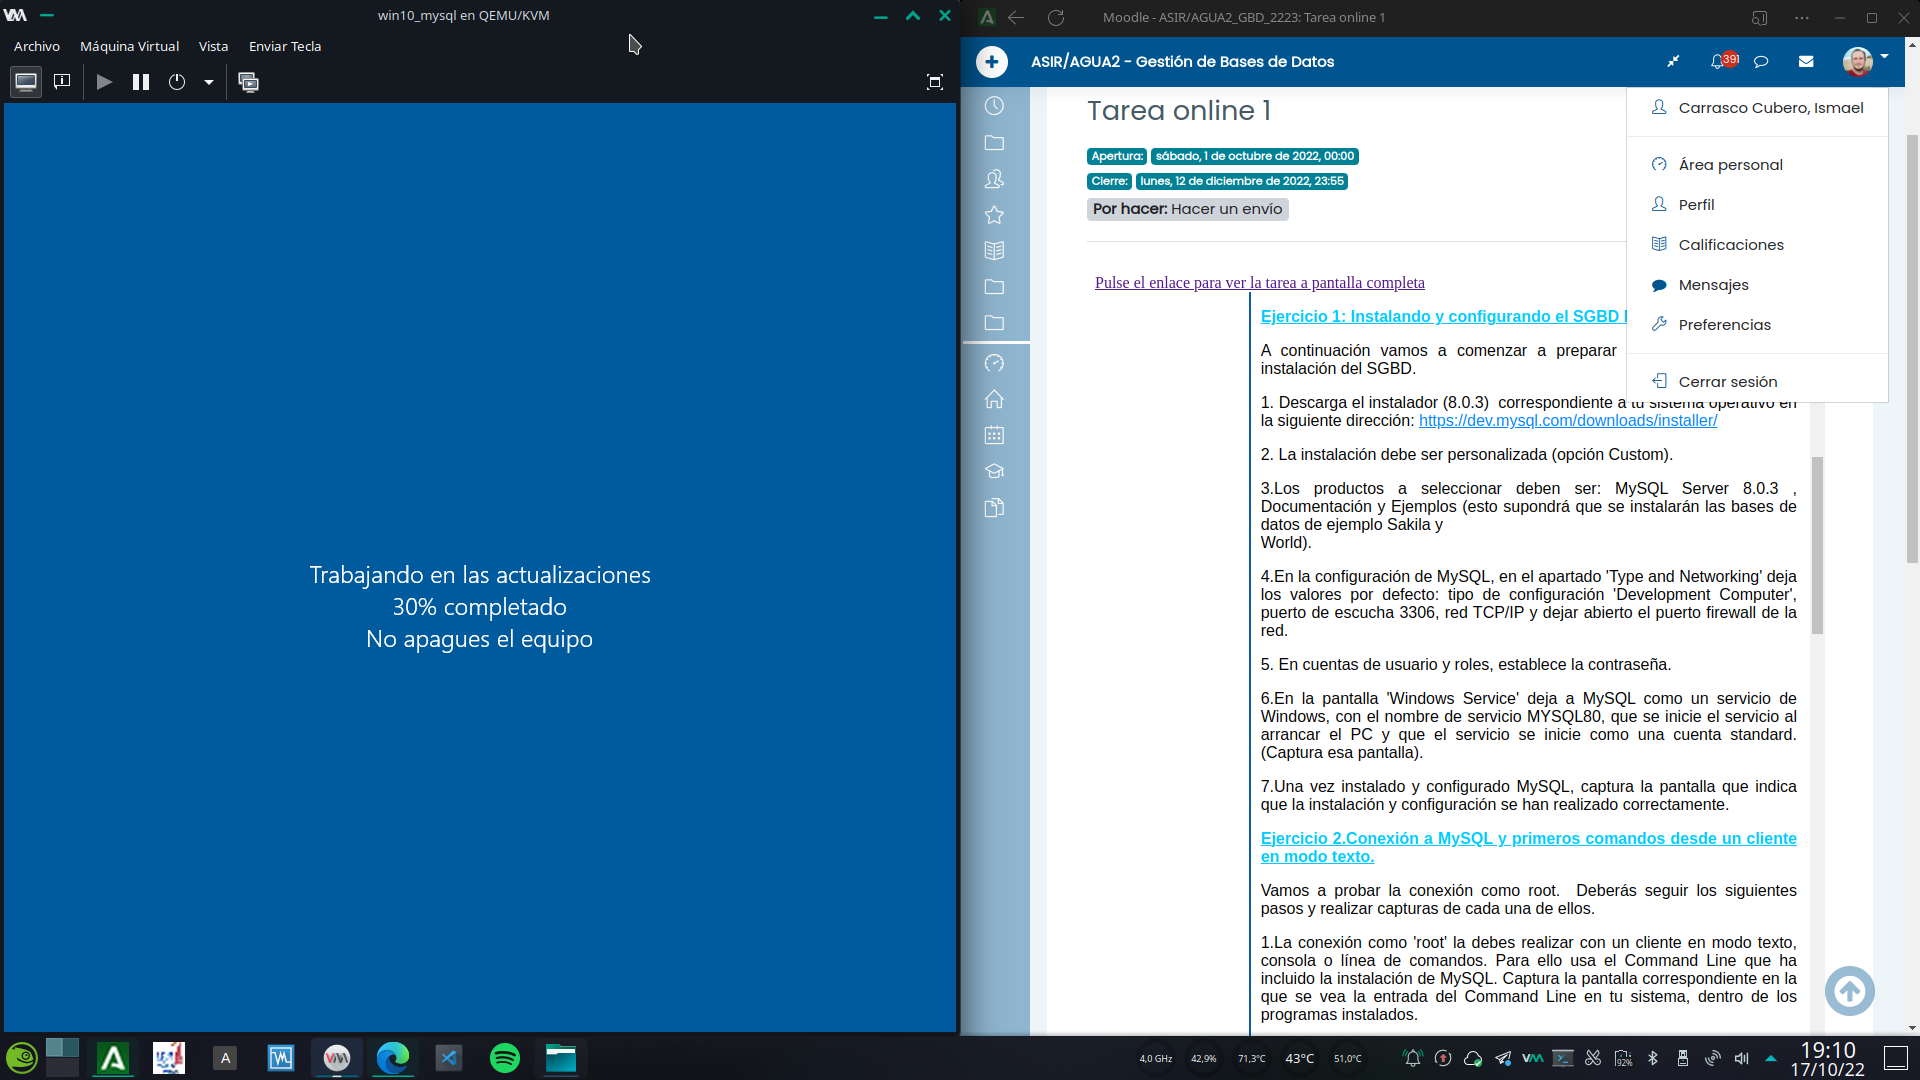 win10_mysql en QEMU/KVM
Archivo Máquina Virtual Vista Enviar Tecla
Trabajando en las actualizaciones
30% completado
No apagues el equipo
Moodle - ASIR/AGUA2_GBD_2223: Tarea online 1
ASIR/AGUA2 - Gestión de Bases de Datos
391
Tarea online 1
Apertura: sábado, 1 de octubre de 2022, 00:00
Cierre: lunes, 12 de diciembre de 2022, 23:55
Por hacer: Hacer un envío
Carrasco Cubero, Ismael
Área personal
Perfil
Calificaciones
Mensajes
Preferencias
Cerrar sesión
Pulse el enlace para ver la tarea a pantalla completa
Ejercicio 1: Instalando y configurando el SGBD
A continuación vamos a comenzar a preparar
instalación del SGBD.
1. Descarga el instalador (8.0.3) correspondiente a tu sistema operativo en
la siguiente dirección: https://dev.mysql.com/downloads/installer/
2. La instalación debe ser personalizada (opción Custom).
3.Los productos a seleccionar deben ser: MySQL Server 8.0.3 ,
Documentación y Ejemplos (esto supondrá que se instalarán las bases de
datos de ejemplo Sakila y
World).
4.En la configuración de MySQL, en el apartado 'Type and Networking' deja
los valores por defecto: tipo de configuración 'Development Computer',
puerto de escucha 3306, red TCP/IP y dejar abierto el puerto firewall de la
red.
5. En cuentas de usuario y roles, establece la contraseña.
6.En la pantalla 'Windows Service' deja a MySQL como un servicio de
Windows, con el nombre de servicio MYSQL80, que se inicie el servicio al
arrancar el PC y que el servicio se inicie como una cuenta standard.
(Captura esa pantalla).
7.Una vez instalado y configurado MySQL, captura la pantalla que indica
que la instalación y configuración se han realizado correctamente.
Ejercicio 2.Conexión a MySQL y primeros comandos desde un cliente
en modo texto.
Vamos a probar la conexión como root. Deberás seguir los siguientes
pasos y realizar capturas de cada una de ellos.
1.La conexión como 'root' la debes realizar con un cliente en modo texto,
consola o línea de comandos. Para ello usa el Command Line que ha
incluido la instalación de MySQL. Captura la pantalla correspondiente en la
que se vea la entrada del Command Line en tu sistema, dentro de los
programas instalados.
A
4,0 GHz 42,9% 71,3°C 43°C 51,0°C
92%
19:10
17/10/22